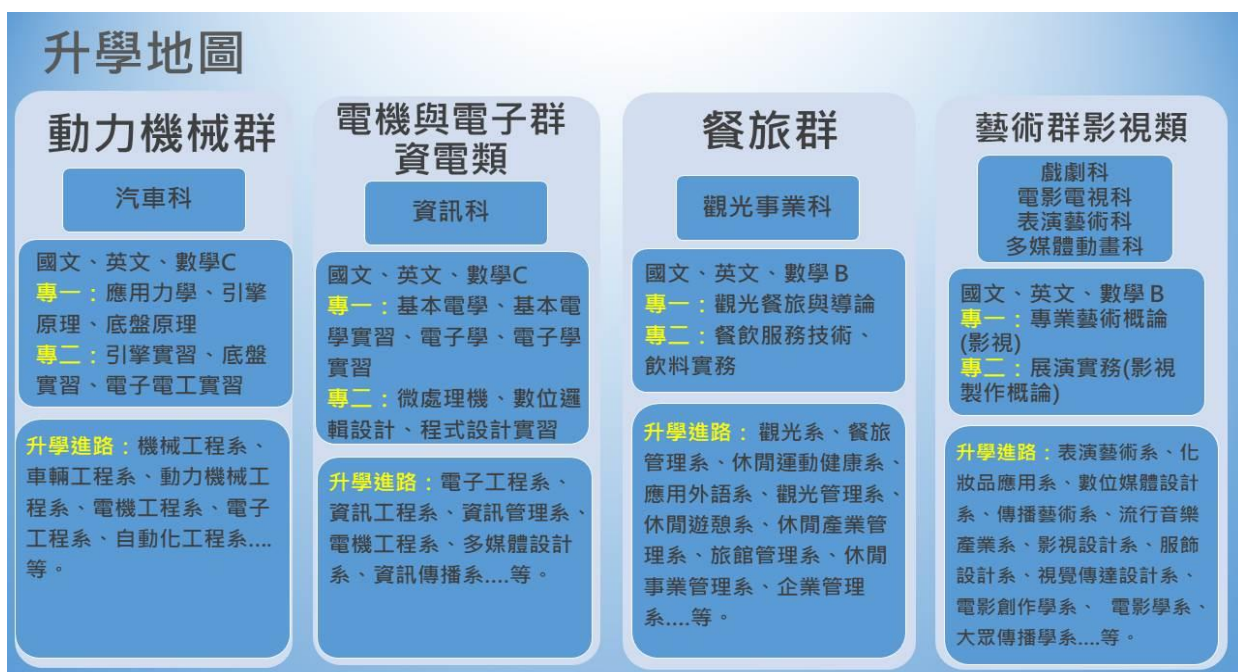 升學地圖
動力機械群
汽車科
國文、英文、數學C
專一：應用力學、引擎
原理、底盤原理
專二：引擎實習、底盤
實習、電子電工實習
升學進路：機械工程系、
車輛工程系、動力機械工
程系、電機工程系、電子
工程系、自動化工程系....
等。
電機與電子群
資電類
資訊科
國文、英文、數學C
專一：基本電學、基本電
學實習、電子學、電子學
實習
專二：微處理機、數位邏
輯設計、程式設計實習
升學進路：電子工程系、
資訊工程系、資訊管理系、
電機工程系、多媒體設計
系、資訊傳播系....等。
餐旅群
觀光事業科
國文、英文、數學 B
專一：觀光餐旅與導論
專二：餐飲服務技術、
飲料實務
升學進路： 觀光系、餐旅
管理系、休閒運動健康系、
應用外語系、觀光管理系、
休閒遊憩系、休閒產業管
理系、旅館管理系、休閒
事業管理系、企業管理
系....等。
藝術群影視類
戲劇科
電影電視科
表演藝術科
多媒體動畫科
國文、英文、數學 B
專一：專業藝術概論
(影視)
專二：展演實務(影視
製作概論)
升學進路：表演藝術系、化
妝品應用系、數位媒體設計
系、傳播藝術系、流行音樂
產業系、影視設計系、服飾
設計系、視覺傳達設計系、
電影創作學系、 電影學系、
大眾傳播學系....等。